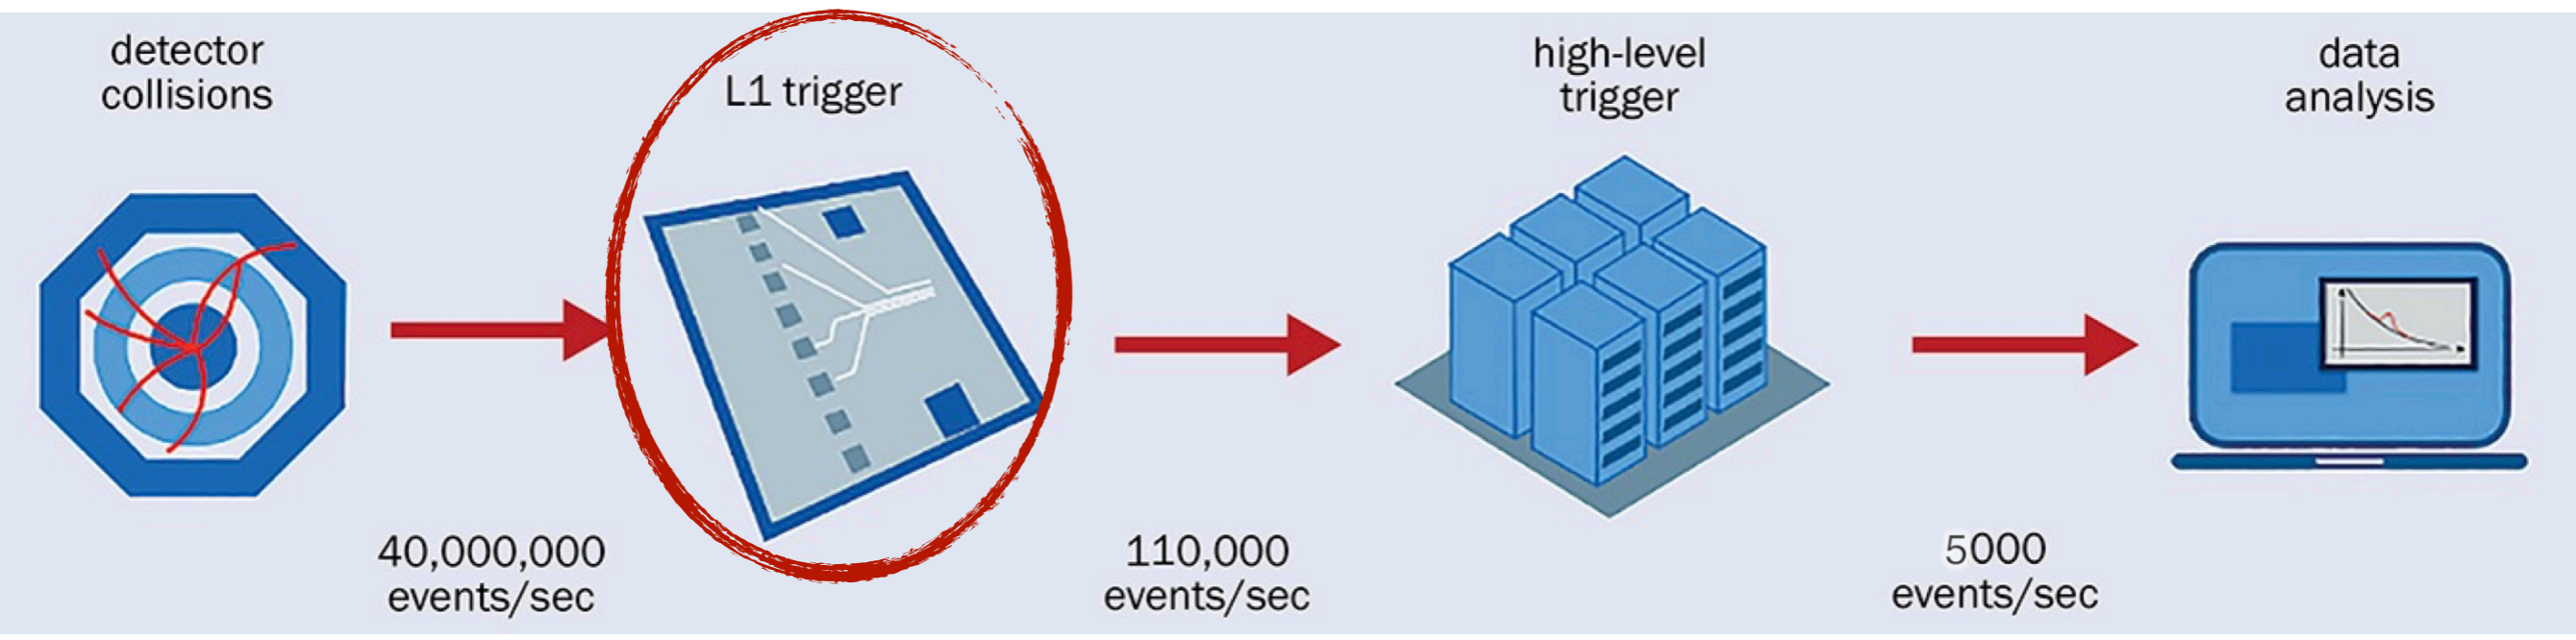 detector
collisions
L1 trigger
high-level
trigger
data
analysis
40,000,000
events/sec
110,000
events/sec
5000
events/sec